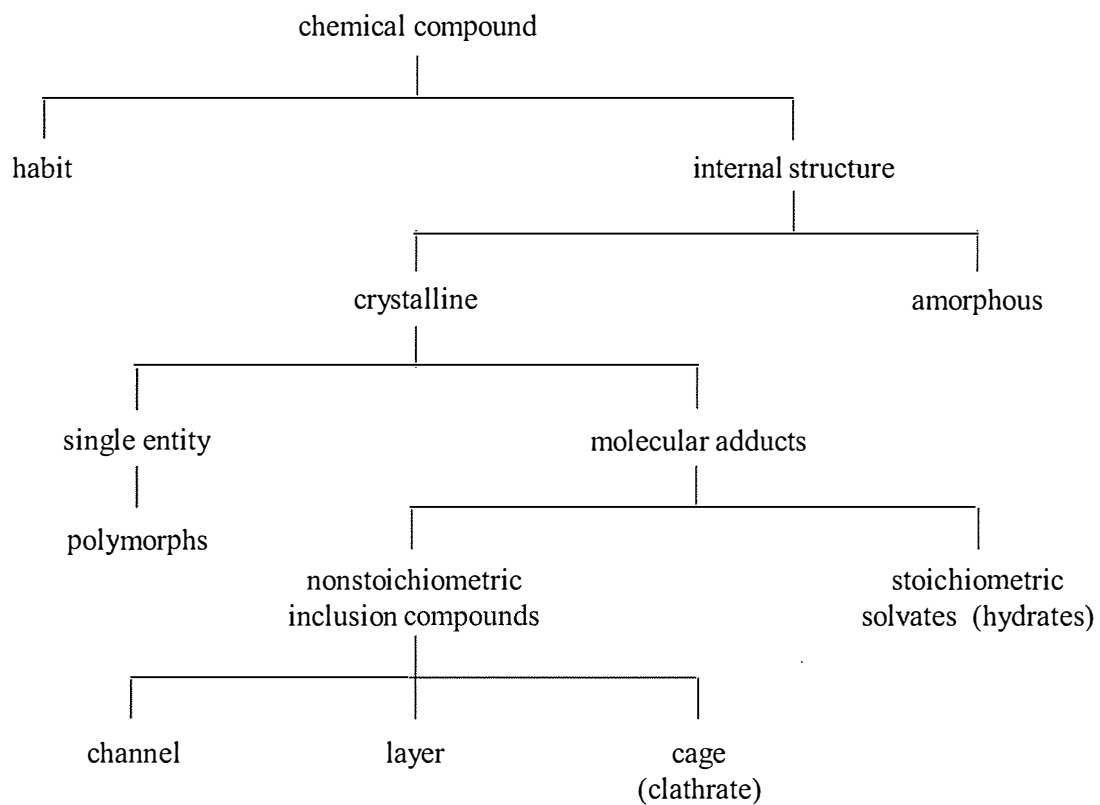 chemical compound
habit
internal structure
crystalline
amorphous
single entity
molecular adducts
polymorphs
nonstoichiometric
inclusion compounds
stoichiometric
solvates (hydrates)
channel
layer
cage
(clathrate)